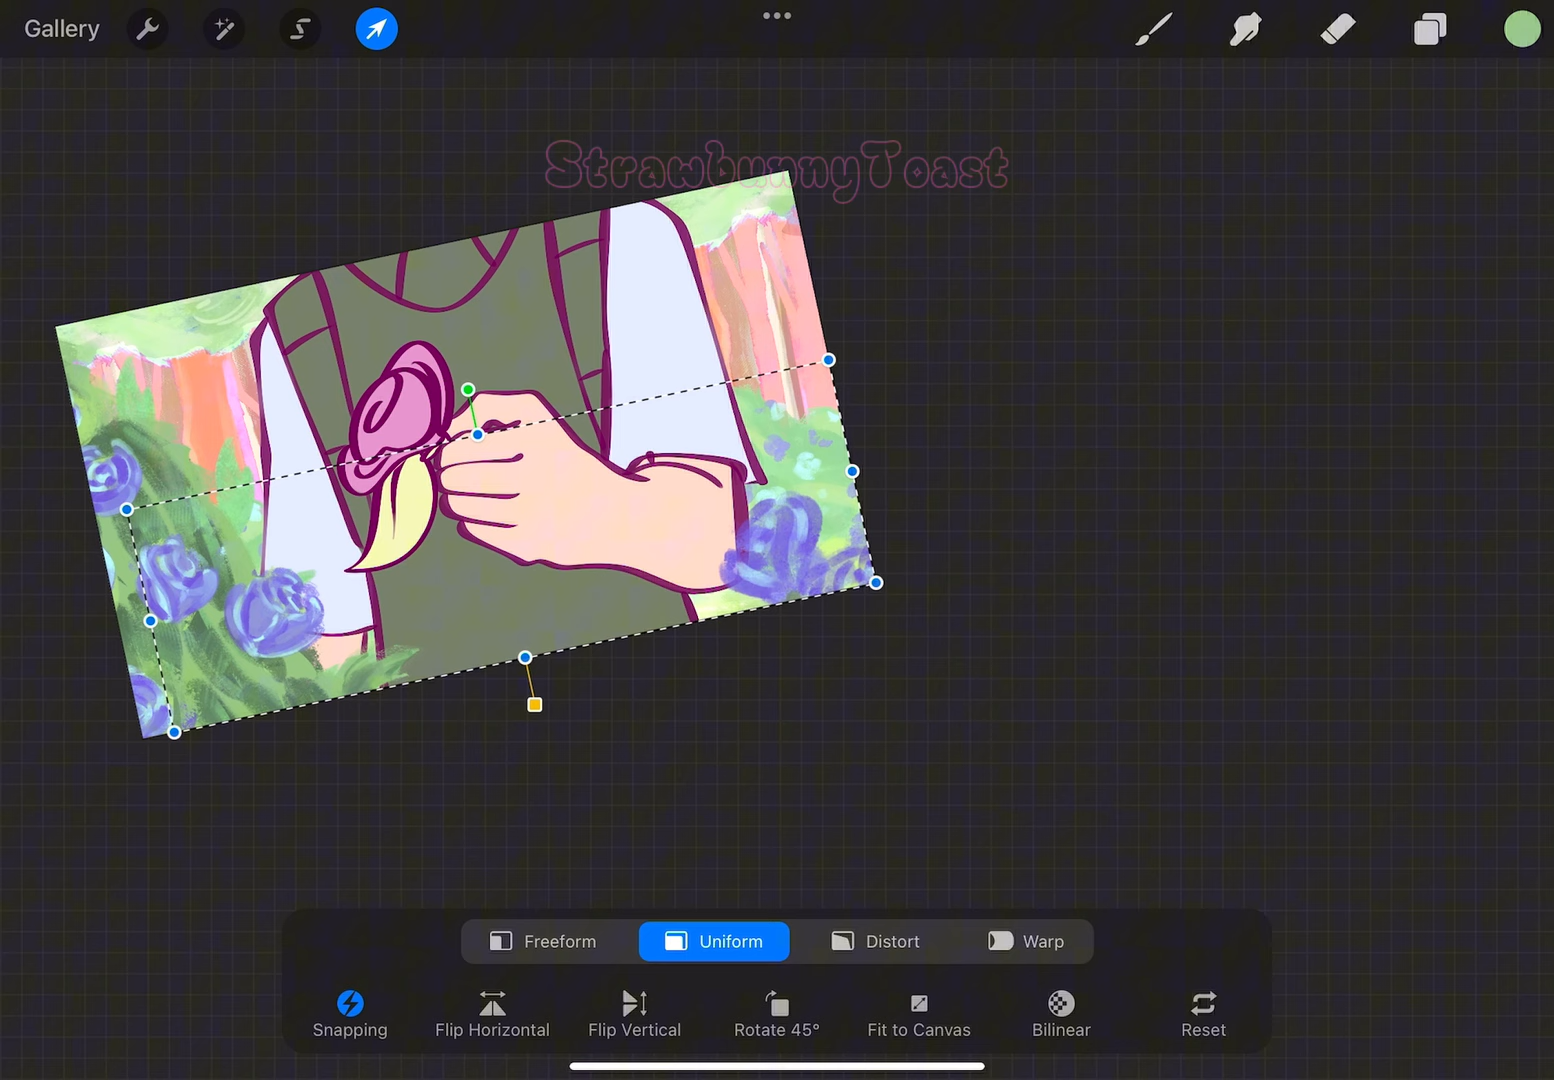 Gallery
StrawbunnyToast
Freeform
Uniform
Distort
Warp
Snapping
Flip Horizontal
Flip Vertical
Rotate 45°
Fit to Canvas
Bilinear
Reset